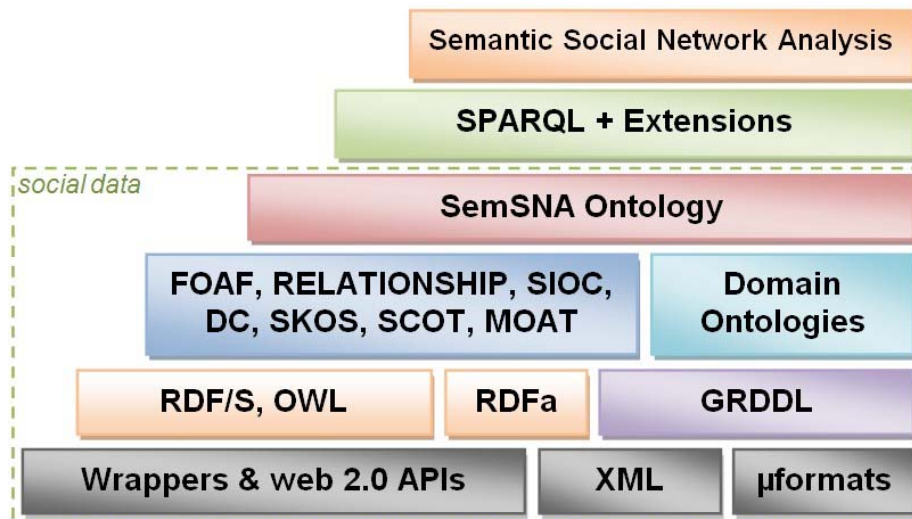 Semantic Social Network Analysis
SPARQL + Extensions
social data
SemSNA Ontology
FOAF, RELATIONSHIP, SIOC,
DC, SKOS, SCOT, MOAT
Domain
Ontologies
RDF/S, OWL
RDFa
GRDDL
Wrappers & web 2.0 APIs
XML
µformats